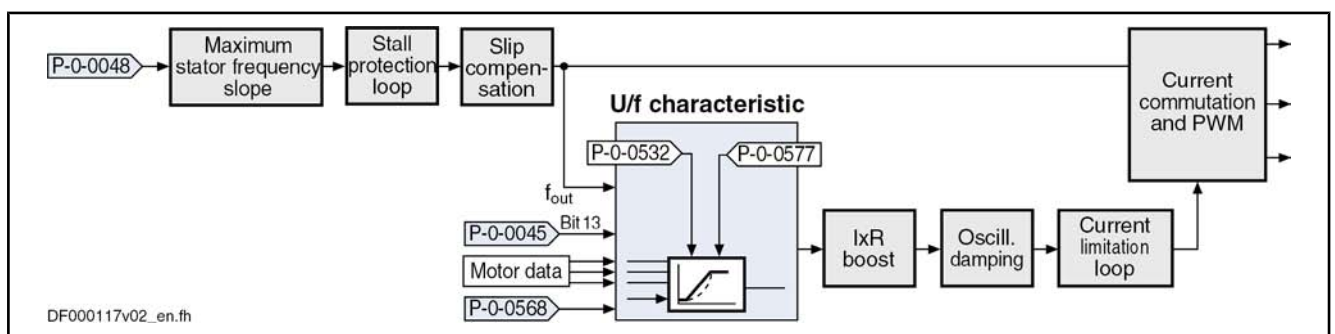 P-0-0048
Maximum
stator frequency
slope
Stall
protection
loop
Slip
compen-
sation
U/f characteristic
P-0-0532
P-0-0577
fout
P-0-0045
Bit 13
Motor data
P-0-0568
IxR
boost
Oscill.
damping
Current
limitation
loop
Current
commutation
and PWM
DF000117v02_en.fh